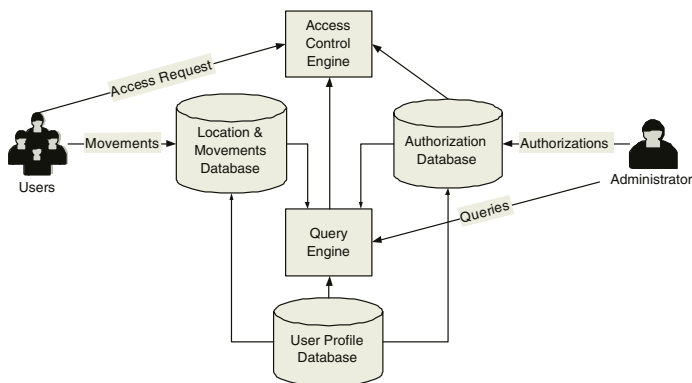 Access
Control
Engine
Access Request
Location &
Movements
Database
Authorization
Database
Movements
Authorizations
Users
Administrator
Queries
Query
Engine
User Profile
Database